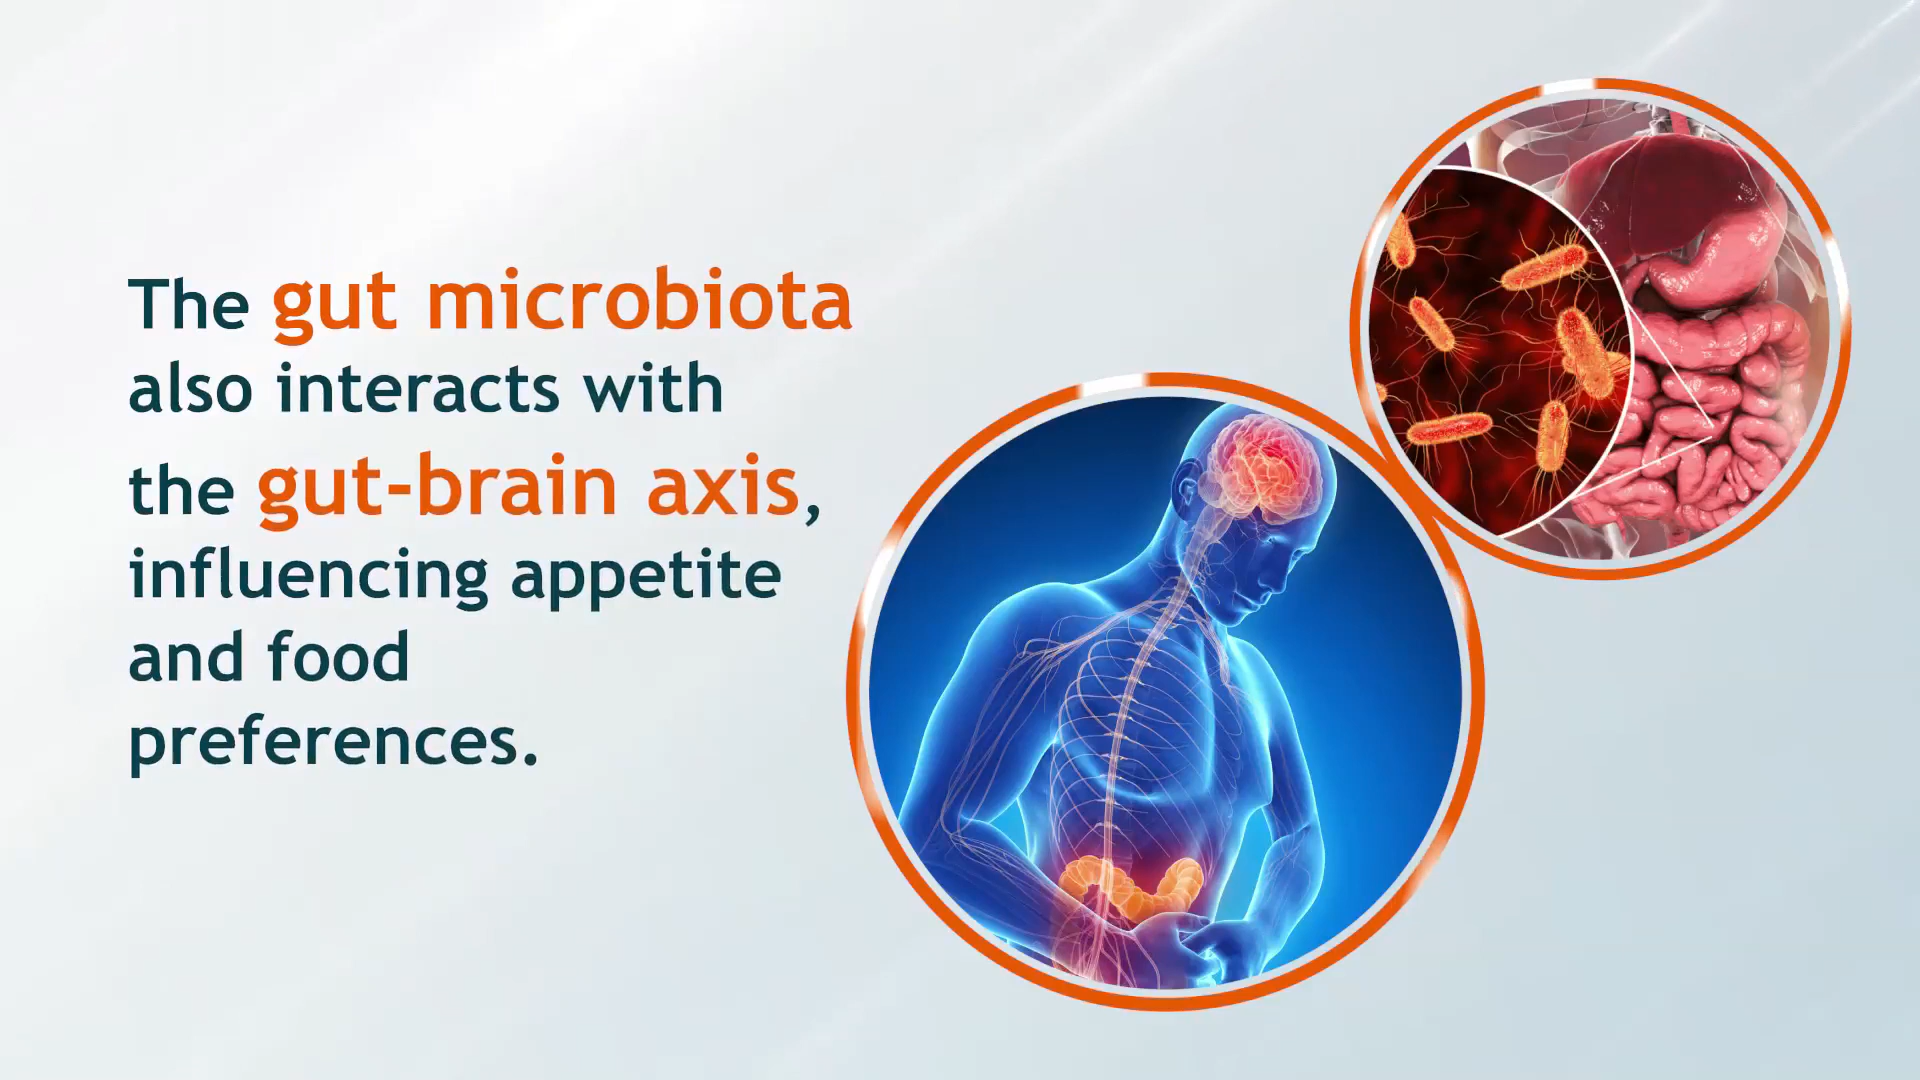 The gut microbiota
also interacts with
the gut-brain axis,
influencing appetite
and food
preferences.